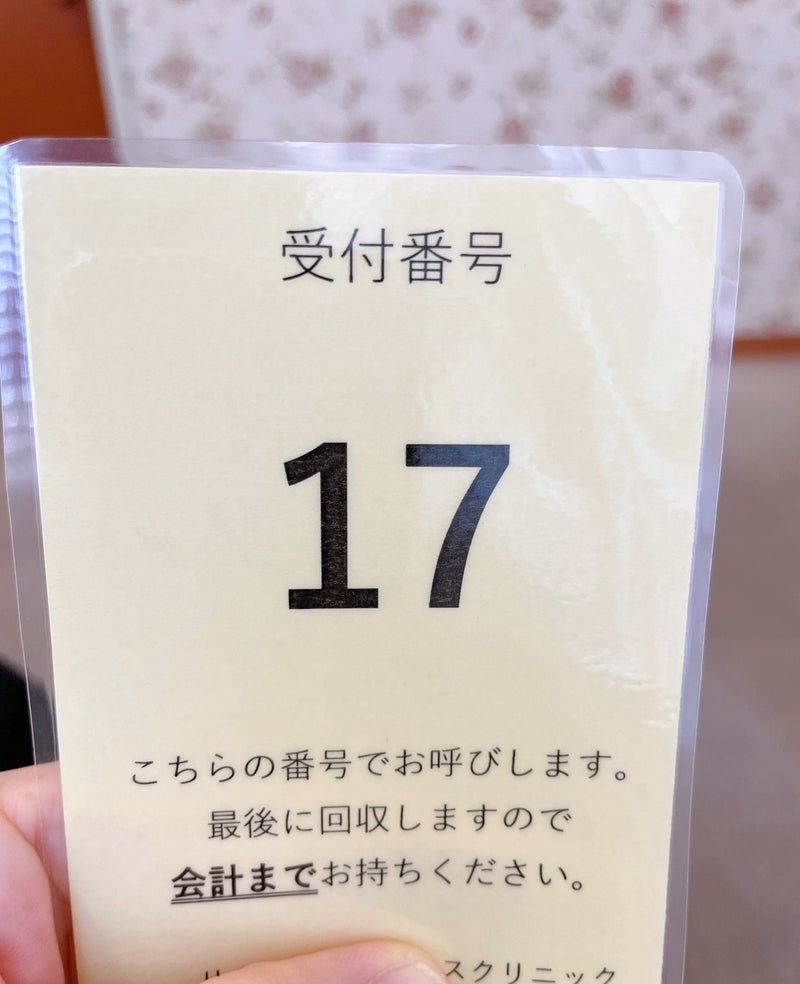 受付番号
17
こちらの番号でお呼びします。
最後に回収しますので
会計までお持ちください。
スクリニック